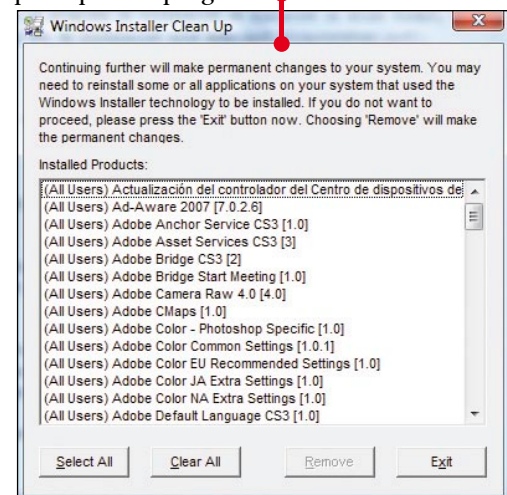 Windows Installer Clean Up
Continuing further will make permanent changes to your system. You may
need to reinstall some or all applications on your system that used the
Windows Installer technology to be installed. If you do not want to
proceed, please press the 'Exit' button now. Choosing 'Remove' will make
the permanent changes.
Installed Products:
(All Users) Actualización del controlador del Centro de dispositivos de
(All Users) Ad-Aware 2007 [7.0.2.6]
(All Users) Adobe Anchor Service CS3 [1.0]
(All Users) Adobe Asset Services CS3 [3]
(All Users) Adobe Bridge CS3 [2]
(All Users) Adobe Bridge Start Meeting [1.0]
(All Users) Adobe Camera Raw 4.0 [4.0]
(All Users) Adobe CMaps [1.0]
(All Users) Adobe Color - Photoshop Specific [1.0]
(All Users) Adobe Color Common Settings [1.0.1]
(All Users) Adobe Color EU Recommended Settings [1.0]
(All Users) Adobe Color JA Extra Settings [1.0]
(All Users) Adobe Color NA Extra Settings [1.0]
(All Users) Adobe Default Language CS3 [1.0]
Select All
Clear All
Remove
Exit